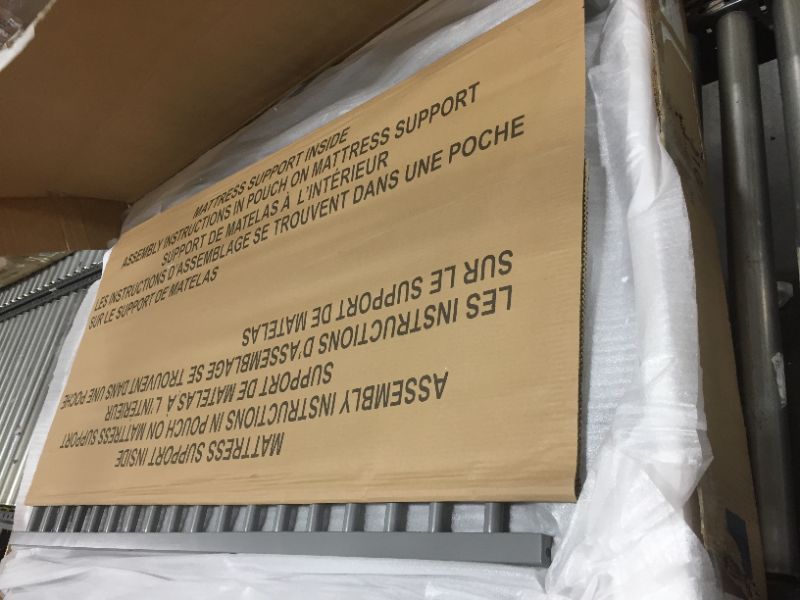 MATTRESS SUPPORT INSIDE
ASSEMBLY INSTRUCTIONS IN POUCH ON MATTRESS SUPPORT
SUPPORT DE MATELAS À L'INTÉRIEUR
LES INSTRUCTIONS D'ASSEMBLAGE SE TROUVENT DANS UNE POCHE
SUR LE SUPPORT DE MATELAS
MATTRESS SUPPORT INSIDE
ASSEMBLY INSTRUCTIONS IN POUCH ON MATTRESS SUPPORT
SUPPORT DE MATELAS À L'INTÉRIEUR
LES INSTRUCTIONS D'ASSEMBLAGE SE TROUVENT DANS UNE POCHE
SUR LE SUPPORT DE MATELAS